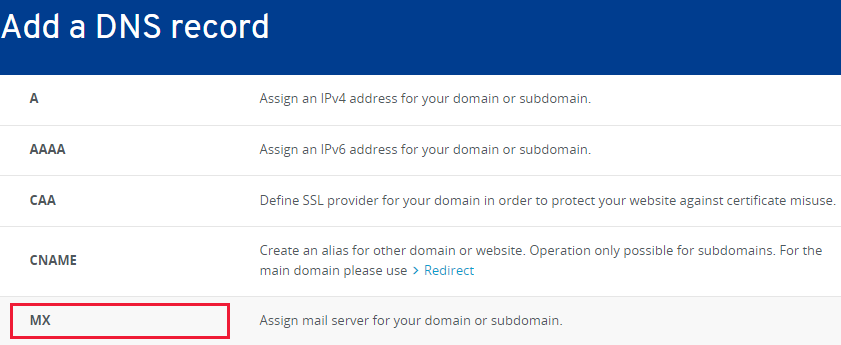 Add a DNS record
A Assign an IPv4 address for your domain or subdomain.
AAAA Assign an IPv6 address for your domain or subdomain.
CAA Define SSL provider for your domain in order to protect your website against certificate misuse.
CNAME Create an alias for other domain or website. Operation only possible for subdomains. For the
main domain please use > Redirect
MX Assign mail server for your domain or subdomain.